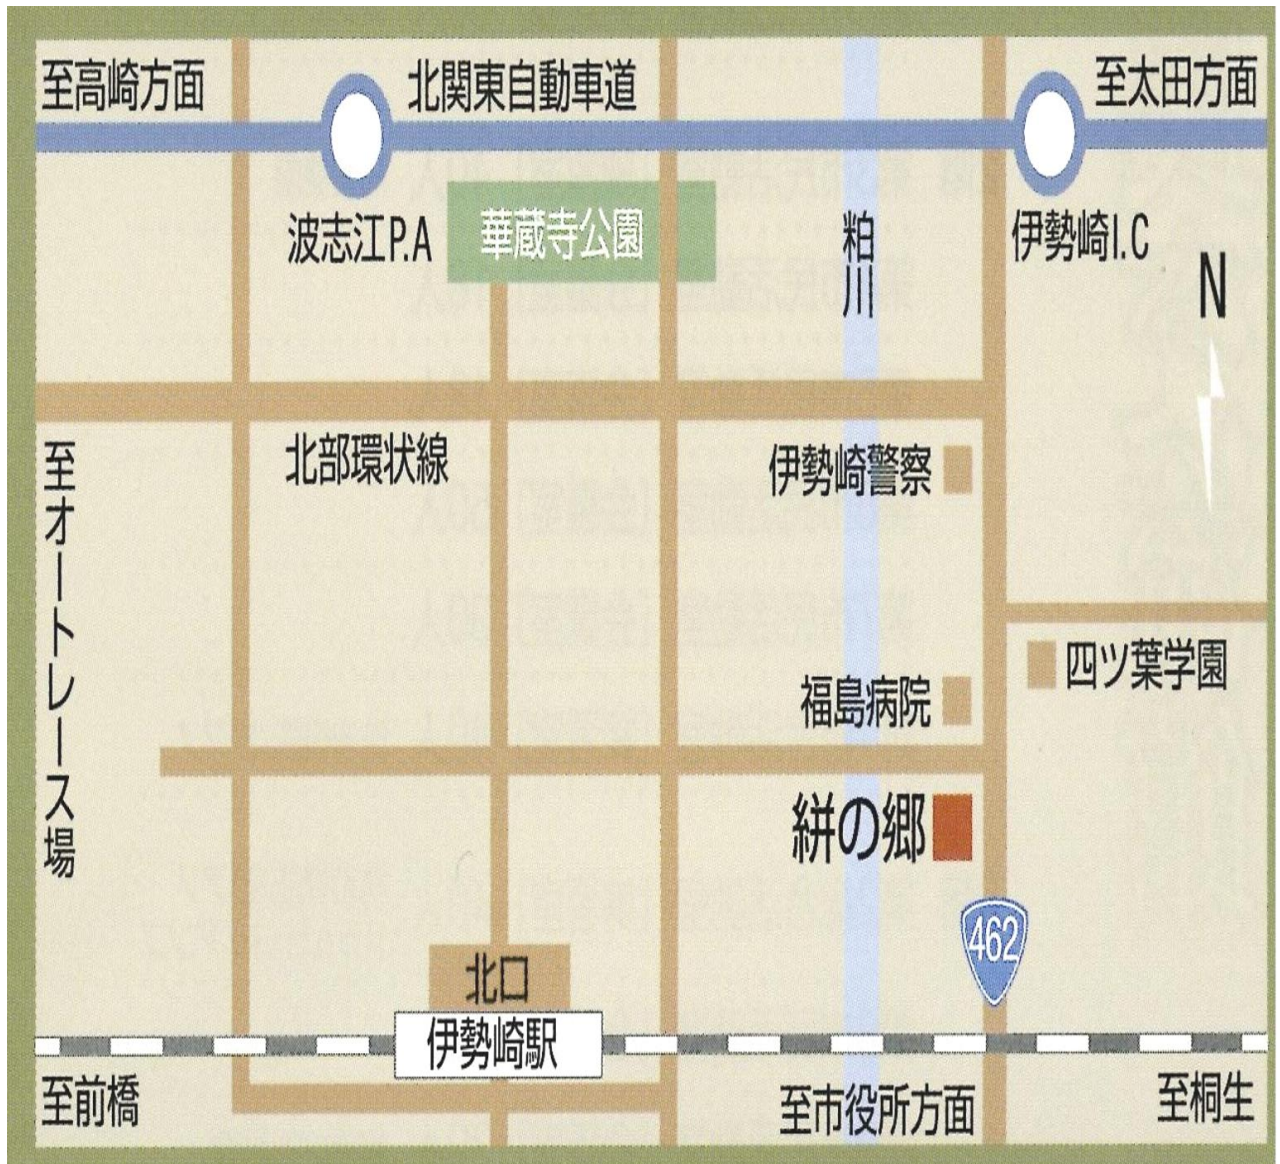 至高崎方面
北関東自動車道
至太田方面
波志江P.A
華蔵寺公園
粕川
伊勢崎I.C
N
北部環状線
伊勢崎警察
至オートレース場
四ツ葉学園
福島病院
絣の郷
462
北口
伊勢崎駅
至前橋
至市役所方面
至桐生